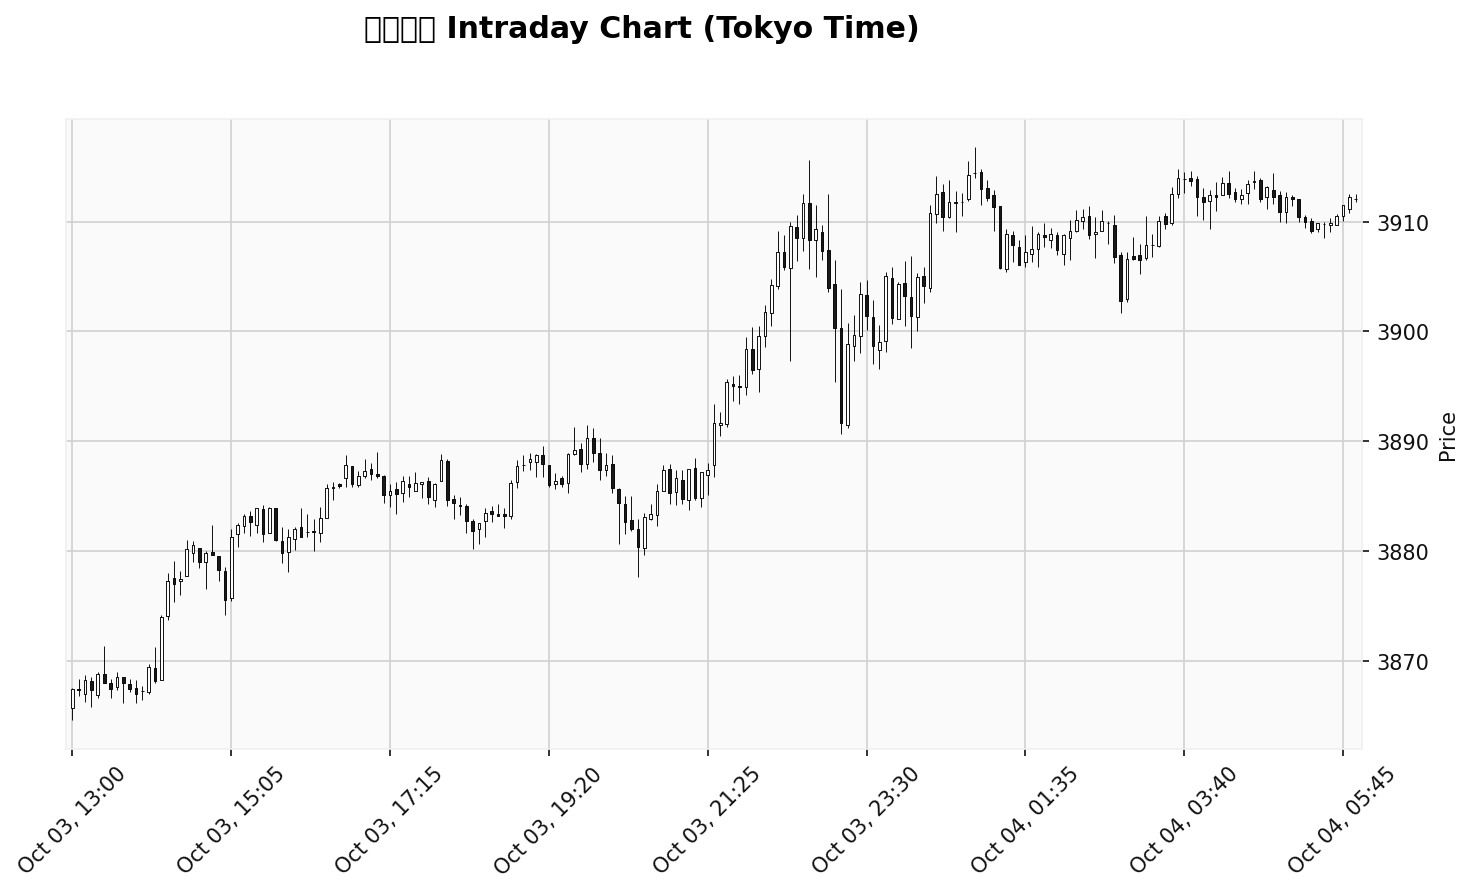 Intraday Chart (Tokyo Time)
3910
3900
3890
3880
3870
Price
Oct 03, 13:00
Oct 03, 15:05
Oct 03, 17:15
Oct 03, 19:20
Oct 03, 21:25
Oct 03, 23:30
Oct 04, 01:35
Oct 04, 03:40
Oct 04, 05:45